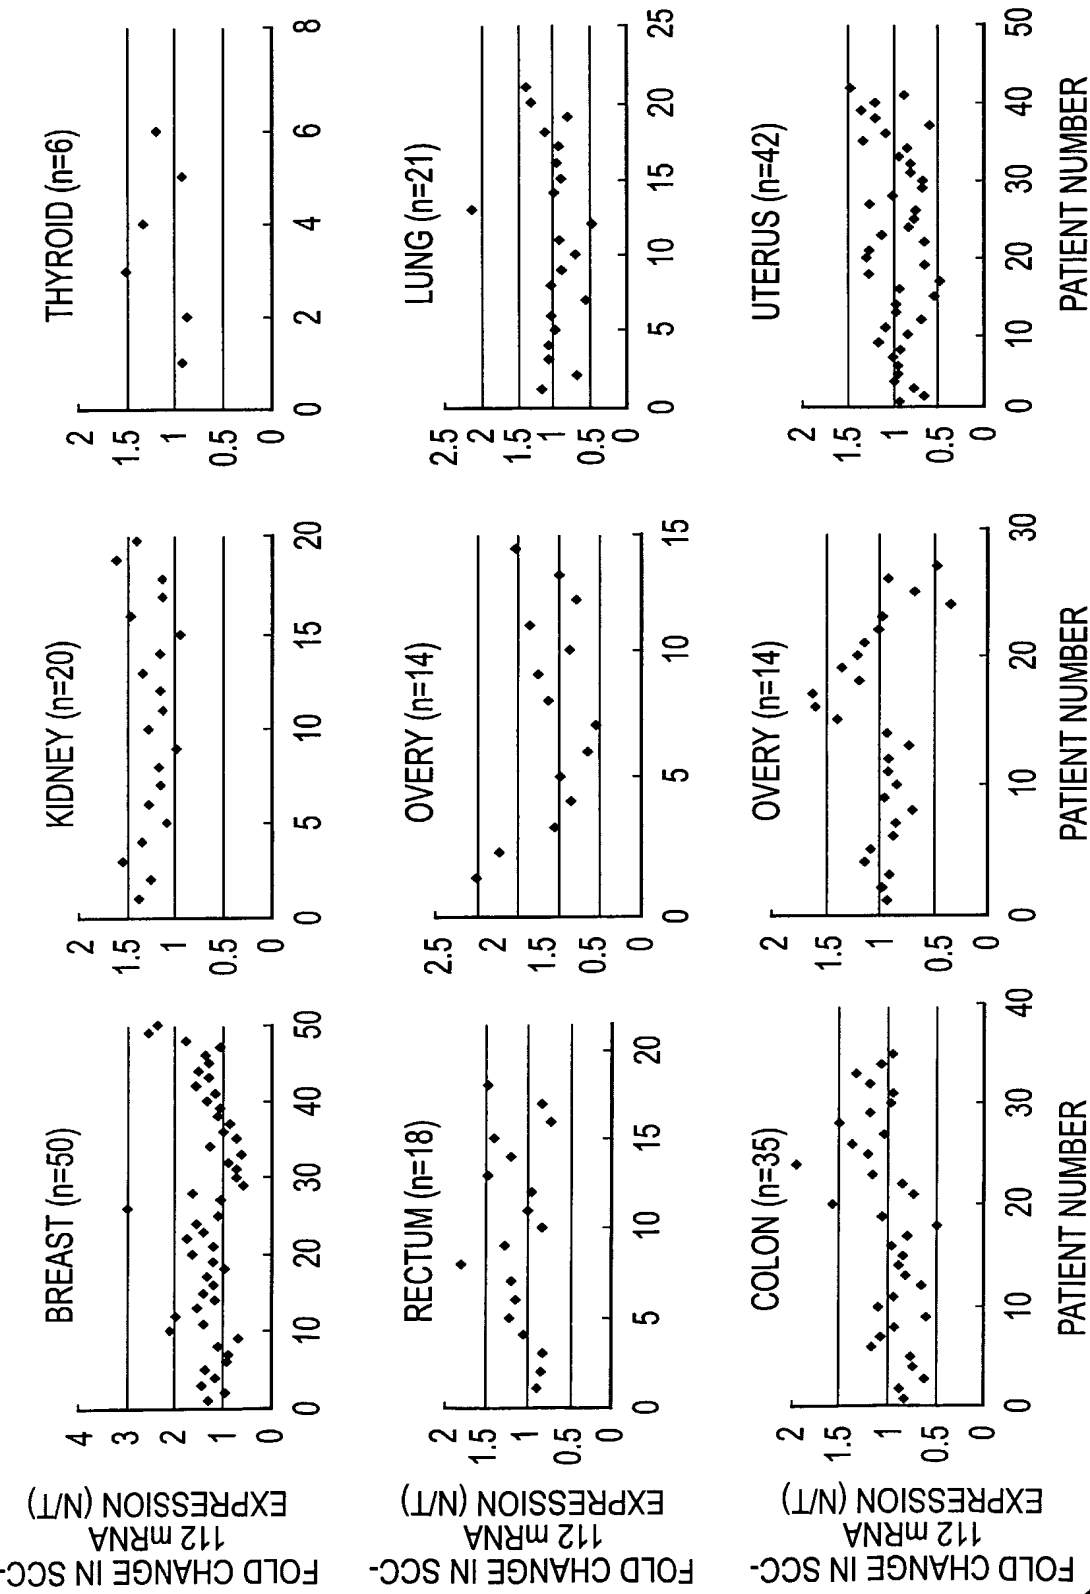 BREAST (n=50)
KIDNEY (n=20)
THYROID (n=6)
FOLD CHANGE IN SCC-
112 mRNA
EXPRESSION (N/T)
4
3
2
1
0
0 10 20 30 40 50
2
1.5
1
0.5
0
0 5 10 15 20
2
1.5
1
0.5
0
0 2 4 6 8
RECTUM (n=18)
OVERY (n=14)
LUNG (n=21)
FOLD CHANGE IN SCC-
112 mRNA
EXPRESSION (N/T)
2
1.5
1
0.5
0
0 5 10 15 20
2.5
2
1.5
1
0.5
0
0 5 10 15
2.5
2
1.5
1
0.5
0
0 5 10 15 20 25
COLON (n=35)
OVERY (n=14)
UTERUS (n=42)
FOLD CHANGE IN SCC-
112 mRNA
EXPRESSION (N/T)
2
1.5
1
0.5
0
0 10 20 30 40
PATIENT NUMBER
2
1.5
1
0.5
0
0 10 20 30
PATIENT NUMBER
2
1.5
1
0.5
0
0 10 20 30 40 50
PATIENT NUMBER